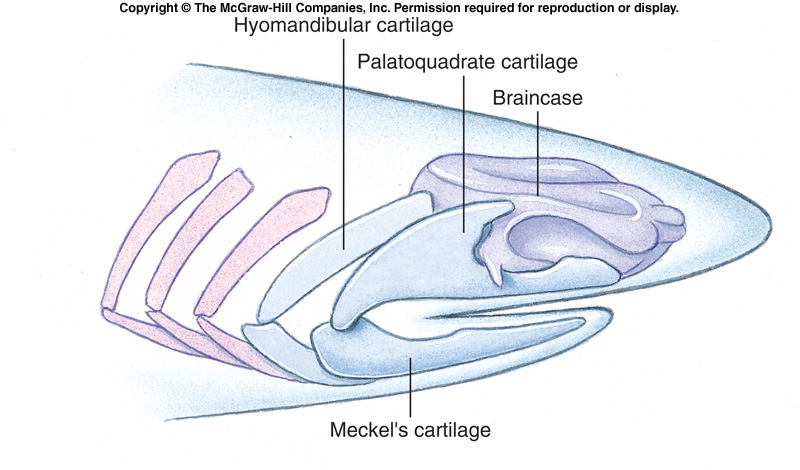 Copyright © The McGraw-Hill Companies, Inc. Permission required for reproduction or display.
Hyomandibular cartilage
Palatoquadrate cartilage
Braincase
Meckel's cartilage